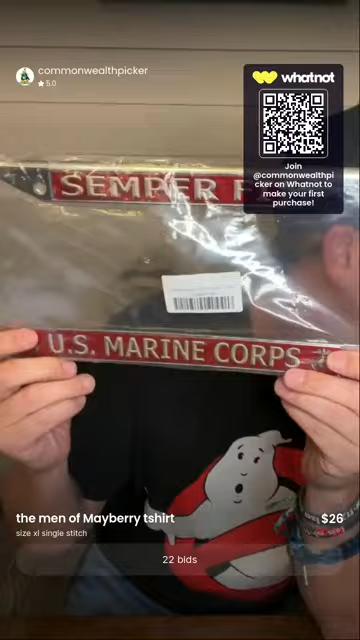 commonwealthpicker
5.0
whatnot
Join
@commonwealthpi
cker on Whatnot to
make your first
purchase!
SEMPER F
U.S. MARINE CORPS
the men of Mayberry tshirt
$26
size xl single stitch
22 bids